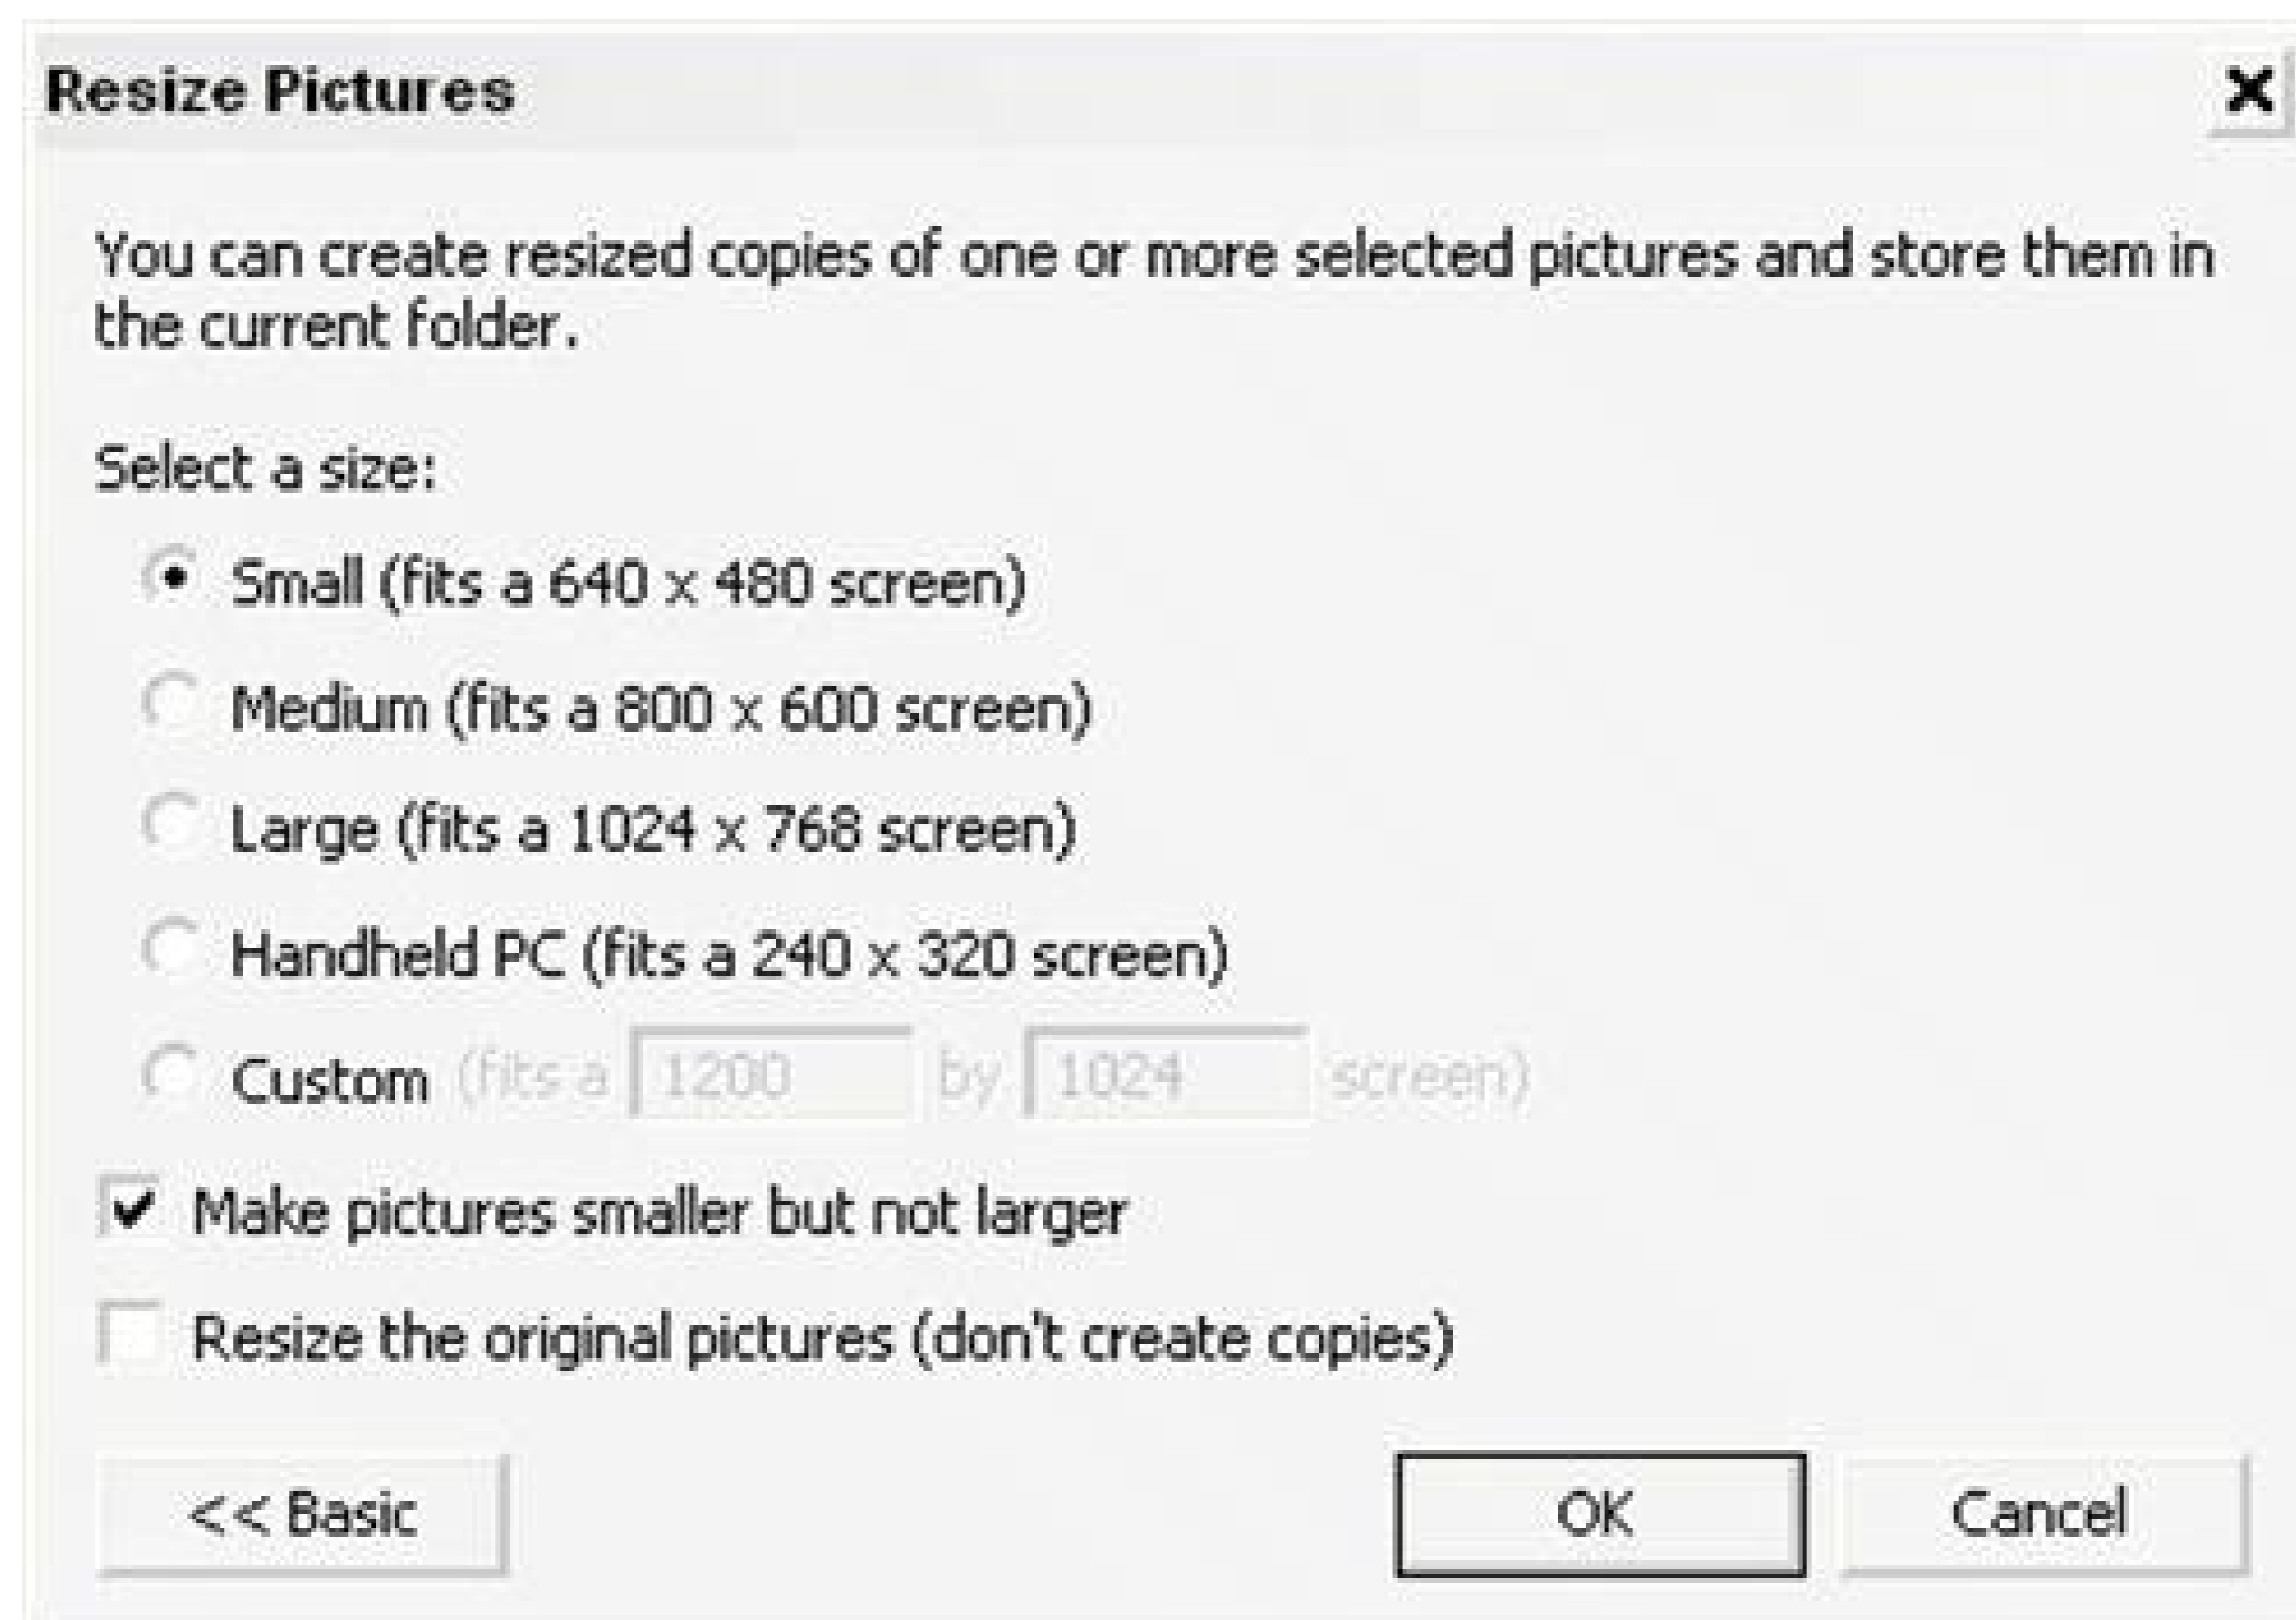 Resize Pictures
You can create resized copies of one or more selected pictures and store them in
the current folder.
Select a size:
Small (fits a 640 x 480 screen)
Medium (fits a 800 x 600 screen)
Large (fits a 1024 x 768 screen)
Handheld PC (fits a 240 x 320 screen)
Custom (fits a 1200 by 1024 screen)
Make pictures smaller but not larger
Resize the original pictures (don't create copies)
<< Basic OK Cancel